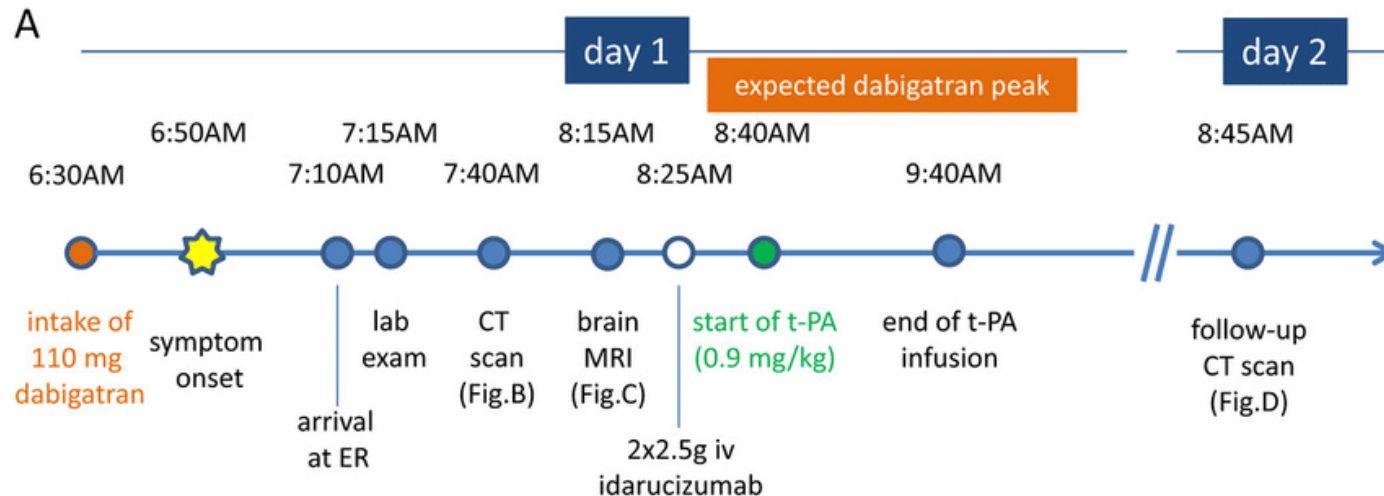 A
day 1
day 2
expected dabigatran peak
6:50AM
7:15AM
8:15AM
8:40AM
8:45AM
6:30AM
7:10AM
7:40AM
8:25AM
9:40AM
intake of
110 mg
dabigatran
symptom
onset
arrival
at ER
lab
exam
CT
scan
(Fig.B)
brain
MRI
(Fig.C)
2x2.5g iv
idarucizumab
start of t-PA
(0.9 mg/kg)
end of t-PA
infusion
follow-up
CT scan
(Fig.D)